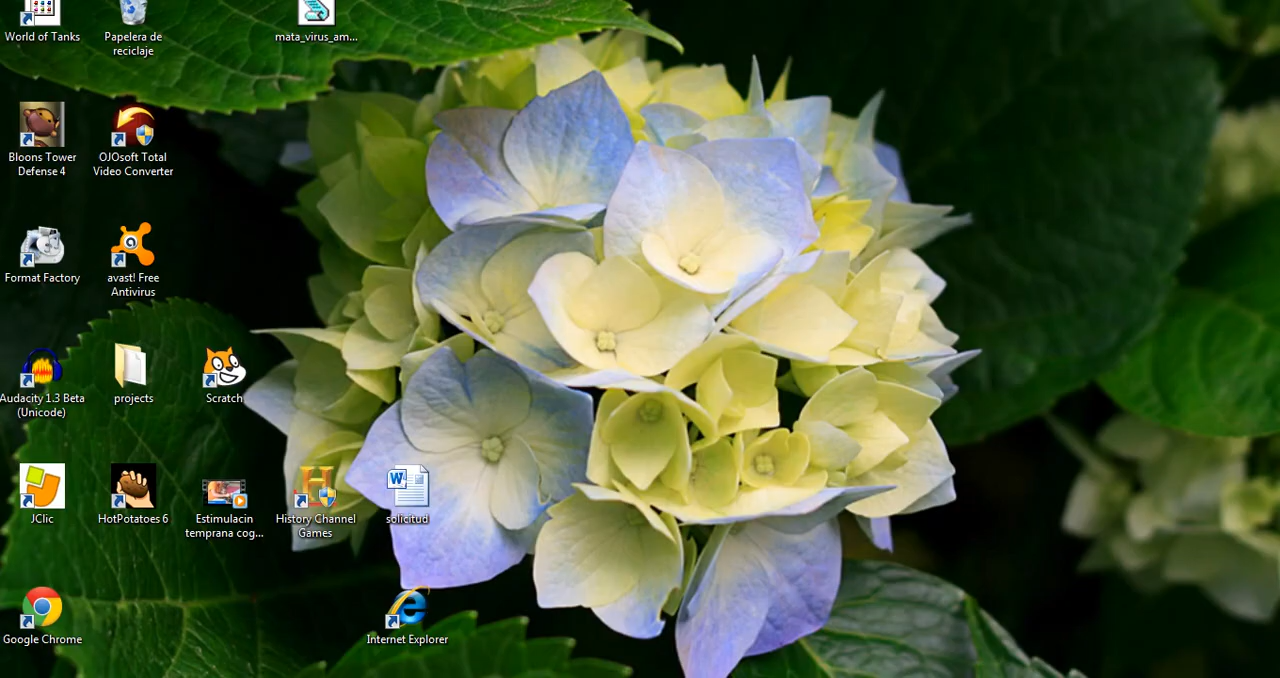 World of Tanks
Papelera de
reciclaje
mata_virus_am...
Bloons Tower
Defense 4
OJOsoft Total
Video Converter
Format Factory
avast! Free
Antivirus
Audacity 1.3 Beta
(Unicode)
projects
Scratch
JClic
HotPotatoes 6
Estimulacin
temprana cog...
History Channel
Games
solicitud
Google Chrome
Internet Explorer